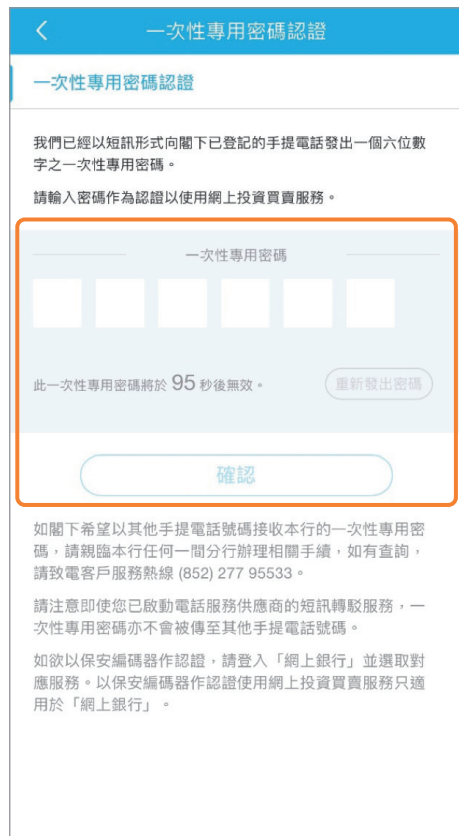 一次性專用密碼認證
一次性專用密碼認證
我們已經以短訊形式向閣下已登記的手提電話發出一個六位數
字之一次性專用密碼。
請輸入密碼作為認證以使用網上投資買賣服務。
一次性專用密碼
此一次性專用密碼將於 95 秒後無效。
重新發出密碼
確認
如閣下希望以其他手提電話號碼接收本行的一次性專用密
碼，請親臨本行任何一間分行辦理相關手續，如有查詢，
請致電客戶服務熱線 (852) 277 95533。
請注意即使您已啟動電話服務供應商的短訊轉駁服務，一
次性專用密碼亦不會被傳至其他手提電話號碼。
如欲以保安編碼器作認證，請登入「網上銀行」並選取對
應服務。以保安編碼器作認證使用網上投資買賣服務只適
用於「網上銀行」。